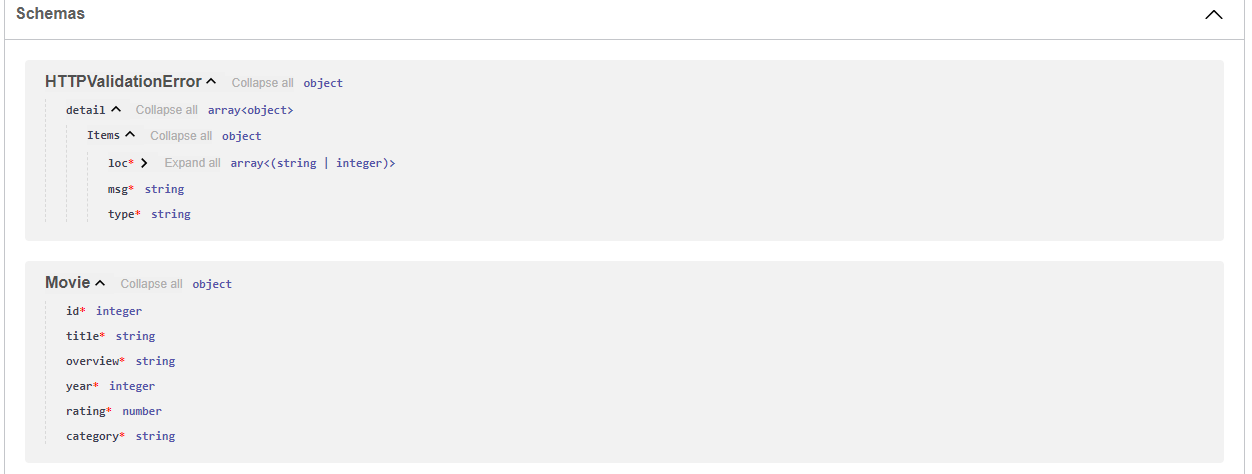 Schemas
HTTPValidationError Collapse all object
detail Collapse all array<object>
Items Collapse all object
loc* Expand all array<(string | integer)>
msg* string
type* string
Movie Collapse all object
id* integer
title* string
overview* string
year* integer
rating* number
category* string